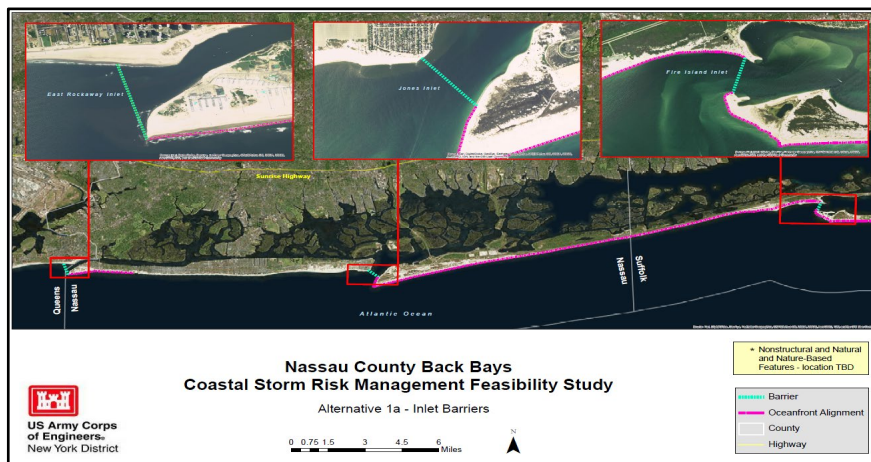 East Rockaway Inlet
Jones Inlet
Fire Island Inlet
Sunrise Highway
Queens
Nassau
Nassau
Suffolk
Atlantic Ocean
Nassau County Back Bays
Coastal Storm Risk Management Feasibility Study
Alternative 1a - Inlet Barriers
US Army Corps
of Engineers®
New York District
0 0.75 1.5 3 4.5 6
Miles
N
* Nonstructural and Natural
and Nature-Based
Features - location TBD
Barrier
Oceanfront Alignment
County
Highway